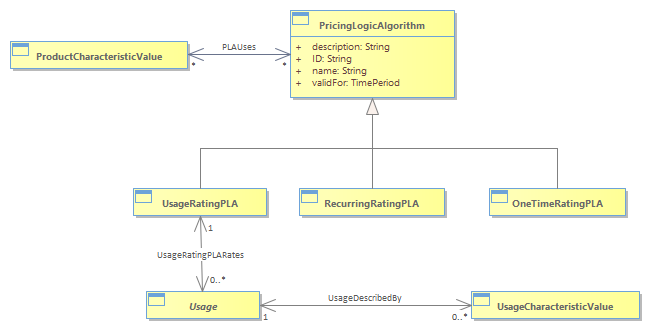 PricingLogicAlgorithm
+ description: String
+ ID: String
+ name: String
+ validFor: TimePeriod
PLAUses
ProductCharacteristicValue
*
*
UsageRatingPLA
RecurringRatingPLA
OneTimeRatingPLA
1
UsageRatingPLARates
0..*
Usage
UsageDescribedBy
UsageCharacteristicValue
1
0..*